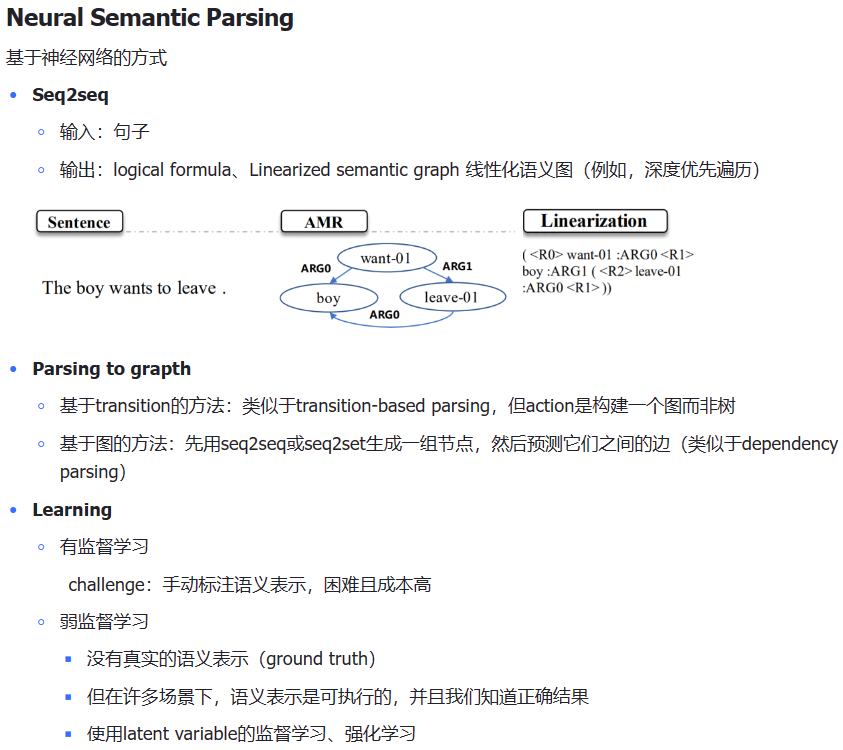 Neural Semantic Parsing
基于神经网络的方式
Seq2seq
输入：句子
输出：logical formula、Linearized semantic graph 线性化语义图（例如，深度优先遍历）
Sentence
AMR
Linearization
The boy wants to leave .
want-01
ARG0
ARG1
boy
leave-01
ARG0
( <R0> want-01 :ARG0 <R1>
boy :ARG1 ( <R2> leave-01
:ARG0 <R1> ))
Parsing to grapth
基于transition的方法：类似于transition-based parsing，但action是构建一个图而非树
基于图的方法：先用seq2seq或seq2set生成一组节点，然后预测它们之间的边（类似于dependency
parsing）
Learning
有监督学习
challenge：手动标注语义表示，困难且成本高
弱监督学习
没有真实的语义表示（ground truth）
但在许多场景下，语义表示是可执行的，并且我们知道正确结果
使用latent variable的监督学习、强化学习